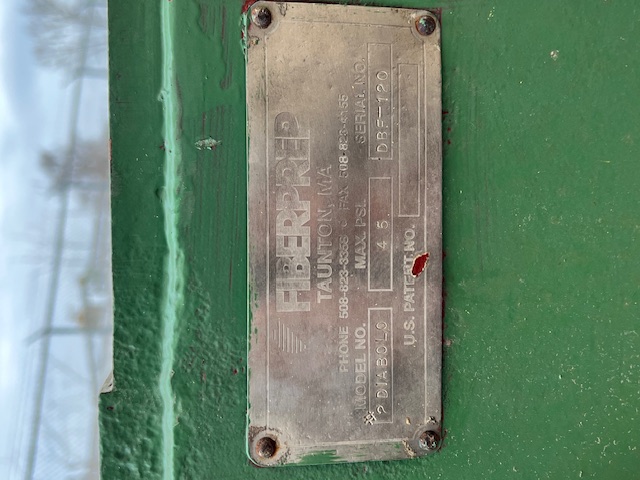 FIBERPREP
TAUNTON, MA
PHONE 508-823-3358 FAX 508-823-4155
MODEL NO. MAX. PSI. SERIAL NO.
# 2 DIABOLO 45 DBF-120
U.S. PATENT NO.